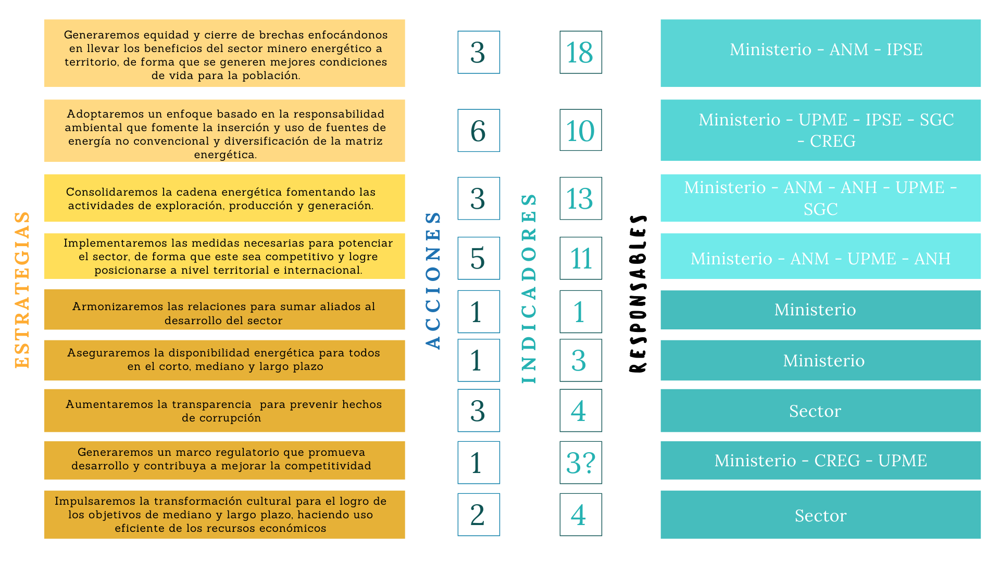 ESTRATEGIAS
Generaremos equidad y cierre de brechas enfocándonos
en llevar los beneficios del sector minero energético a
territorio, de forma que se generen mejores condiciones
de vida para la población.
Adoptaremos un enfoque basado en la responsabilidad
ambiental que fomente la inserción y uso de fuentes de
energía no convencional y diversificación de la matriz
energética.
Consolidaremos la cadena energética fomentando las
actividades de exploración, producción y generación.
Implementaremos las medidas necesarias para potenciar
el sector, de forma que este sea competitivo y logre
posicionarse a nivel territorial e internacional.
Armonizaremos las relaciones para sumar aliados al
desarrollo del sector
Aseguraremos la disponibilidad energética para todos
en el corto, mediano y largo plazo
Aumentaremos la transparencia  para prevenir hechos
de corrupción
Generaremos un marco regulatorio que promueva
desarrollo y contribuya a mejorar la competitividad
Impulsaremos la transformación cultural para el logro de
los objetivos de mediano y largo plazo, haciendo uso
eficiente de los recursos económicos
ACCIONES
3
6
3
5
1
1
3
1
2
INDICADORES
18
10
13
11
1
3
4
3?
4
RESPONSABLES
Ministerio - ANM - IPSE
Ministerio - UPME - IPSE - SGC
- CREG
Ministerio - ANM - ANH - UPME -
SGC
Ministerio - ANM - UPME - ANH
Ministerio
Ministerio
Sector
Ministerio - CREG - UPME
Sector